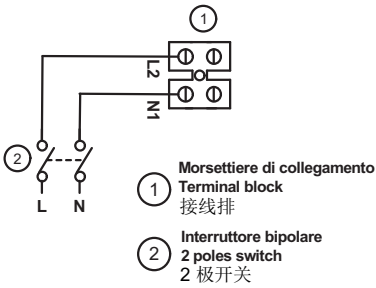 1
L2
N1
2
L N
1
Morsettiere di collegamento
Terminal block
接线排
2
Interruttore bipolare
2 poles switch
2 极开关